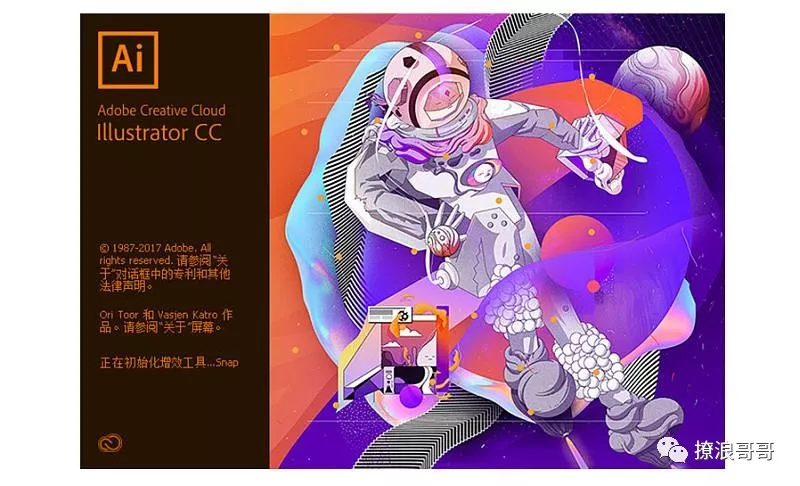 Ai
Adobe Creative Cloud
Illustrator CC
© 1987-2017 Adobe. All
rights reserved. 请参阅“关
于”对话框中的专利和其他
法律声明。
Ori Toor 和 Vasjen Katro 作
品。请参阅“关于”屏幕。
正在初始化增效工具...Snap
撩浪哥哥